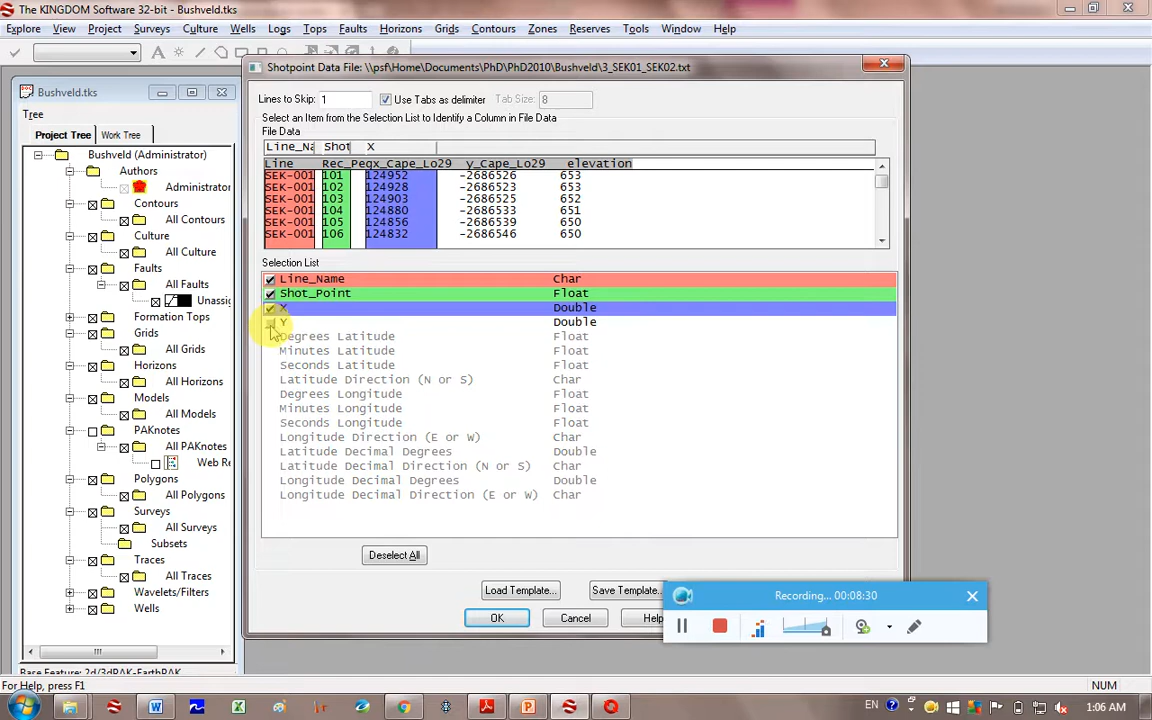 The KINGDOM Software 32-bit - Bushveld.tks
Explore View Project Surveys Culture Wells Logs Tops Faults Horizons Grids Contours Zones Reserves Tools Window Help
Bushveld.tks
Tree
Project Tree Work Tree
Bushveld (Administrator)
Authors
Administrator
Contours
All Contours
Culture
All Culture
Faults
All Faults
Unassi
Formation Tops
Grids
All Grids
Horizons
All Horizons
Models
All Models
PAKnotes
All PAKnotes
Web Re
Polygons
All Polygons
Surveys
All Surveys
Subsets
Traces
All Traces
Wavelets/Filters
Wells
Shotpoint Data File: \\psf\Home\Documents\PhD\PhD2010\Bushveld\3_SEK01_SEK02.txt
Lines to Skip: 1 Use Tabs as delimiter Tab Size: 8
Select an Item from the Selection List to Identify a Column in File Data
File Data
Line_Na Shot X
Line Rec_Peqx_Cape_Lo29 y_Cape_Lo29 elevation
SEK-001 101 124952 -2686526 653
SEK-001 102 124928 -2686523 653
SEK-001 103 124903 -2686525 652
SEK-001 104 124880 -2686533 651
SEK-001 105 124856 -2686539 650
SEK-001 106 124832 -2686546 650
Selection List
Line_Name Char
Shot_Point Float
X Double
Y Double
Degrees Latitude Float
Minutes Latitude Float
Seconds Latitude Float
Latitude Direction (N or S) Char
Degrees Longitude Float
Minutes Longitude Float
Seconds Longitude Float
Longitude Direction (E or W) Char
Latitude Decimal Degrees Double
Latitude Decimal Direction (N or S) Char
Longitude Decimal Degrees Double
Longitude Decimal Direction (E or W) Char
Deselect All
Load Template... Save Template...
OK Cancel Help
Recording... 00:08:30
For Help, press F1 NUM
EN 1:06 AM